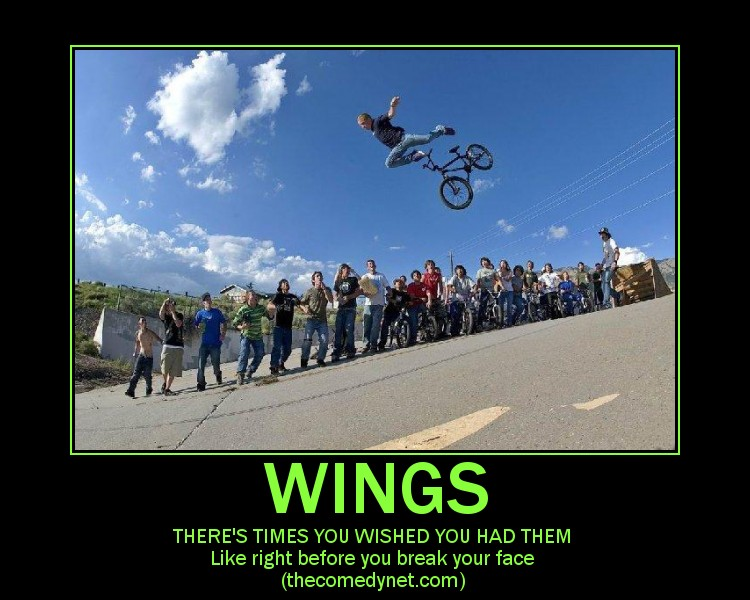 WINGS
THERE'S TIMES YOU WISHED YOU HAD THEM
Like right before you break your face
(thecomedynet.com)